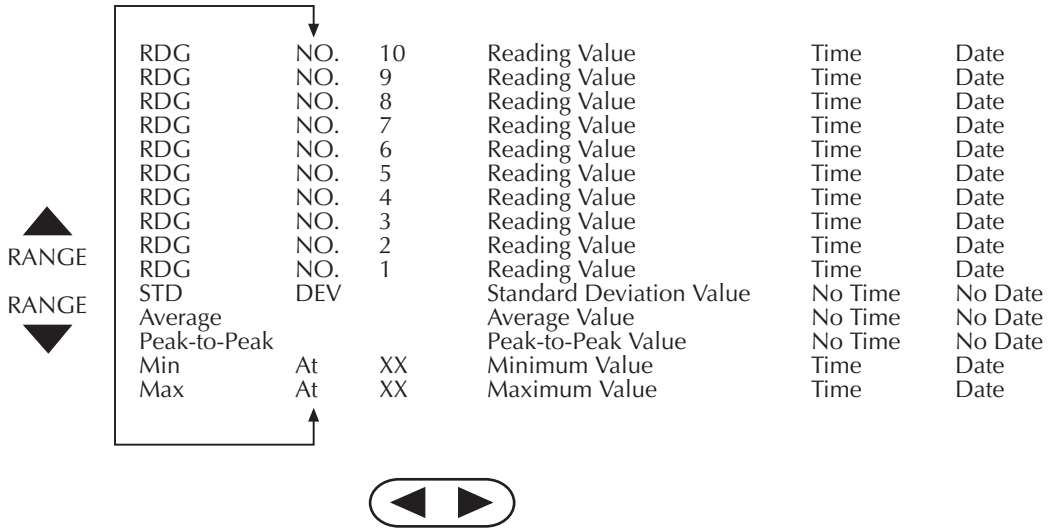 RDG NO. 10 Reading Value Time Date
RDG NO. 9 Reading Value Time Date
RDG NO. 8 Reading Value Time Date
RDG NO. 7 Reading Value Time Date
RDG NO. 6 Reading Value Time Date
RDG NO. 5 Reading Value Time Date
RDG NO. 4 Reading Value Time Date
RDG NO. 3 Reading Value Time Date
RDG NO. 2 Reading Value Time Date
RDG NO. 1 Reading Value Time Date
STD DEV Standard Deviation Value No Time No Date
Average Average Value No Time No Date
Peak-to-Peak Peak-to-Peak Value No Time No Date
Min At XX Minimum Value Time Date
Max At XX Maximum Value Time Date
RANGE
RANGE